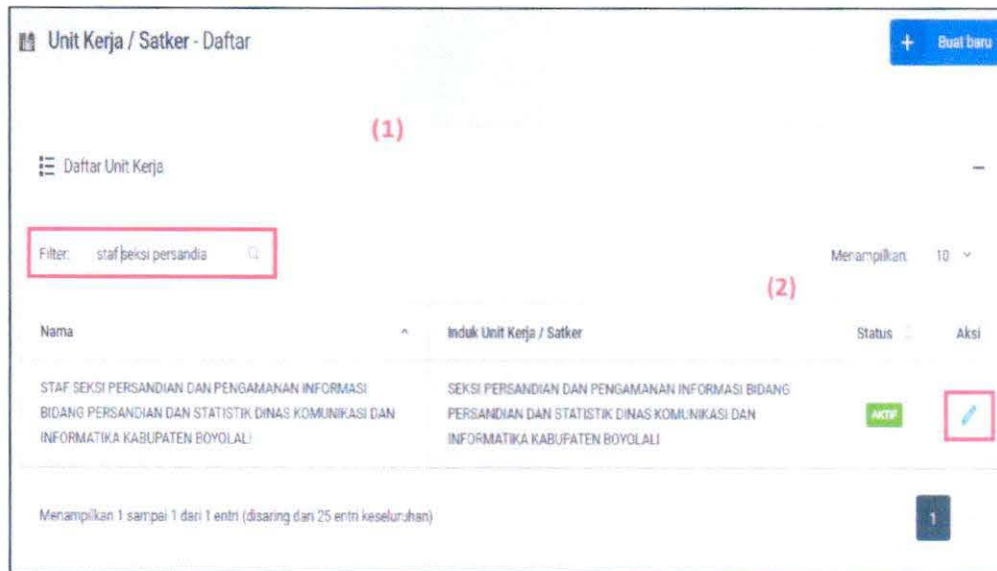 Unit Kerja / Satker - Daftar
+ Buat baru
(1)
Daftar Unit Kerja
Filter: staf seksi persandia
Menampilkan 10
(2)
Nama
Induk Unit Kerja / Satker
Status
Aksi
STAF SEKSI PERSANDIAN DAN PENGAMANAN INFORMASI
BIDANG PERSANDIAN DAN STATISTIK DINAS KOMUNIKASI DAN
INFORMATIKA KABUPATEN BOYOLALI
SEKSI PERSANDIAN DAN PENGAMANAN INFORMASI BIDANG
PERSANDIAN DAN STATISTIK DINAS KOMUNIKASI DAN
INFORMATIKA KABUPATEN BOYOLALI
AKTIF
Menampilkan 1 sampai 1 dari 1 entri (disaring dari 25 entri keseluruhan)
1